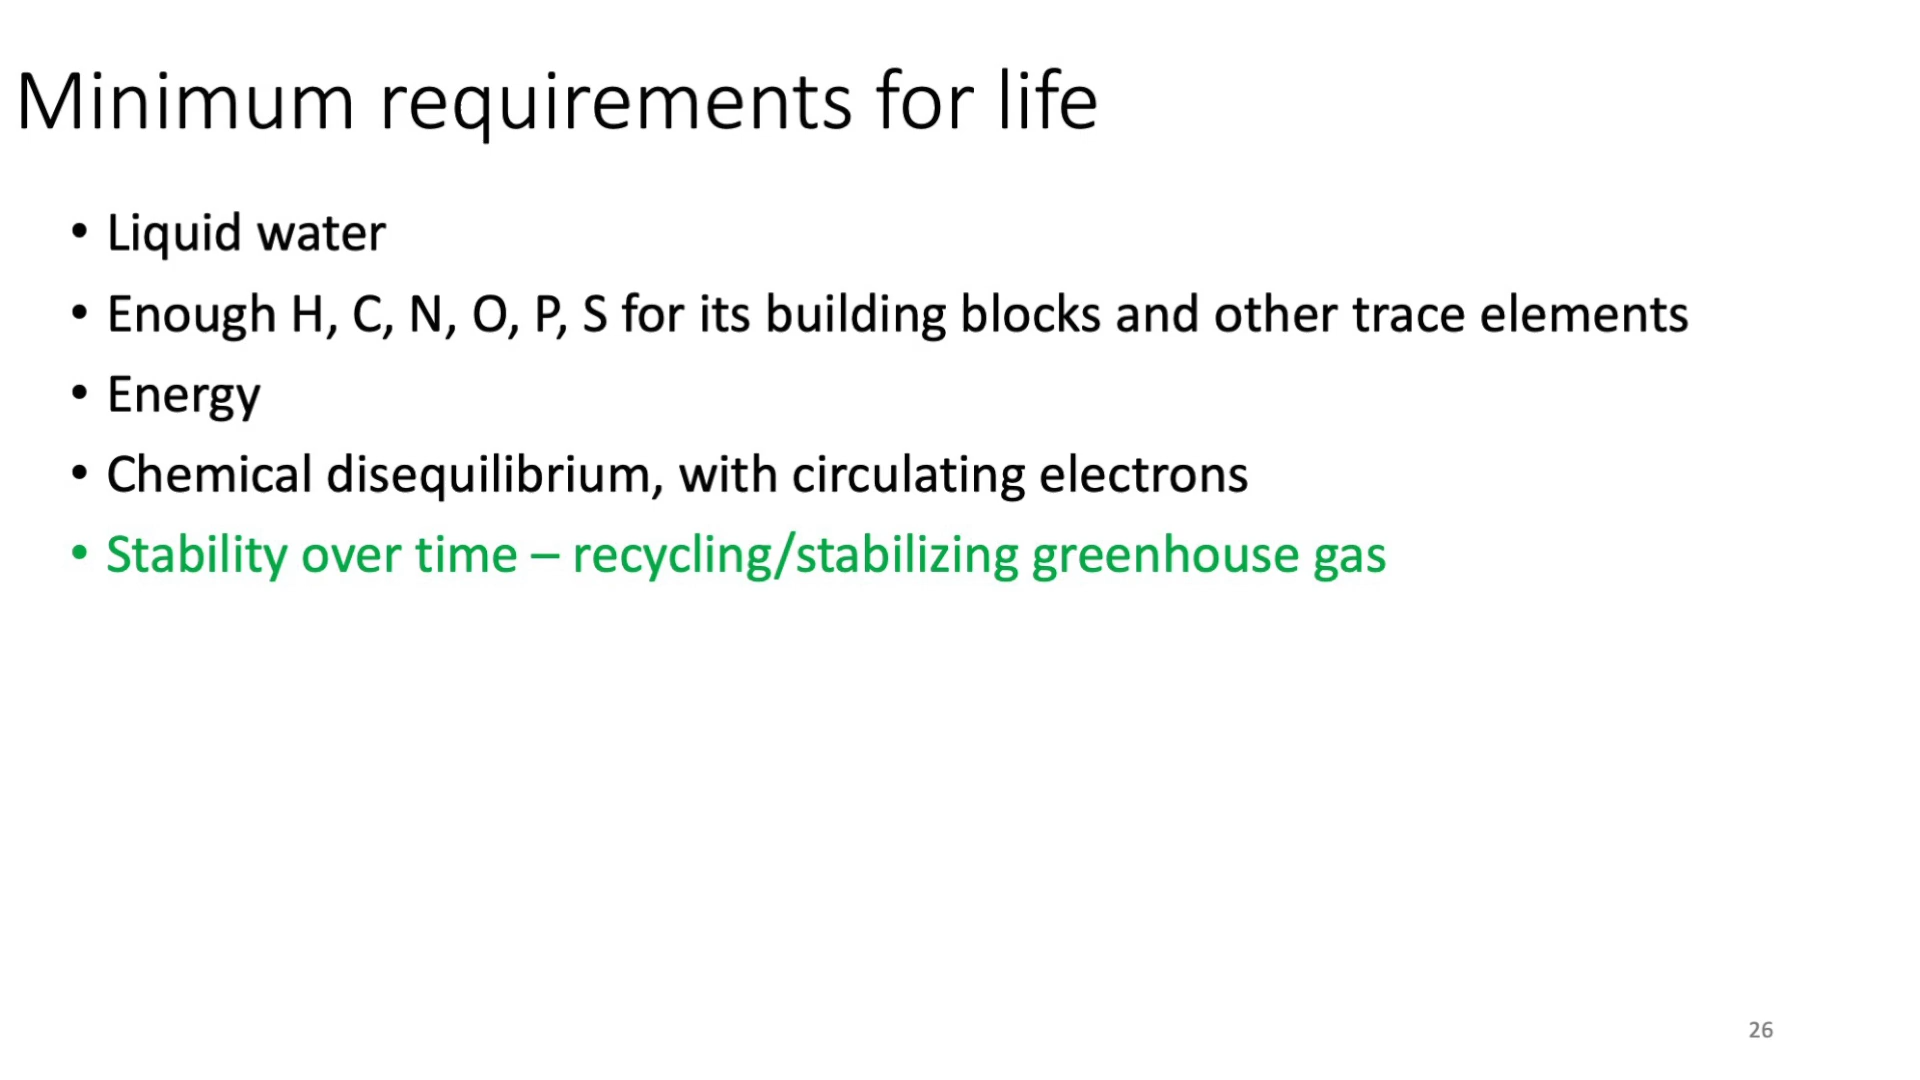 Minimum requirements for life
• Liquid water
• Enough H, C, N, O, P, S for its building blocks and other trace elements
• Energy
• Chemical disequilibrium, with circulating electrons
• Stability over time – recycling/stabilizing greenhouse gas
26